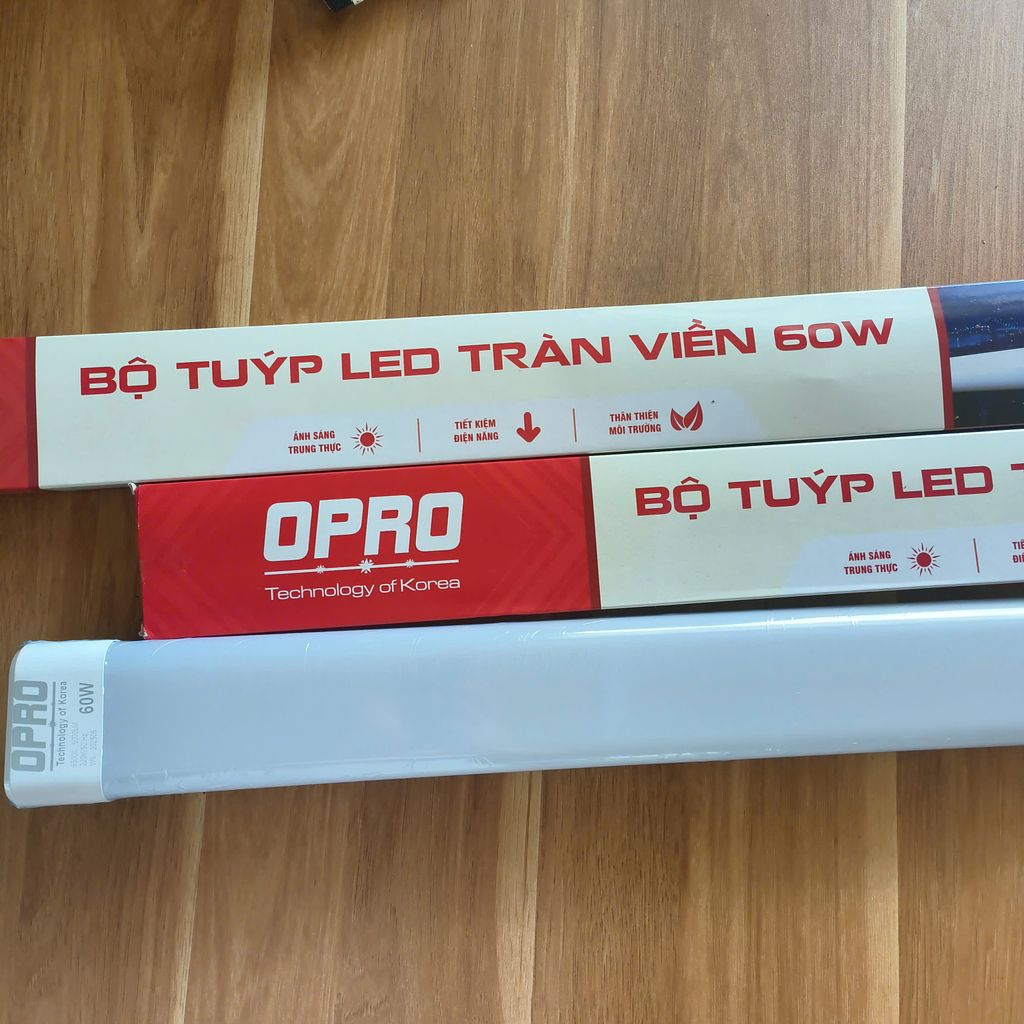 BỘ TUÝP LED TRÀN VIỀN 60W
ÁNH SÁNG
TRUNG THỰC
TIẾT KIỆM
ĐIỆN NĂNG
THÂN THIỆN
MÔI TRƯỜNG
OPRO
Technology of Korea
BỘ TUÝP LED
ÁNH SÁNG
TRUNG THỰC
OPRO
Technology of Korea
60W